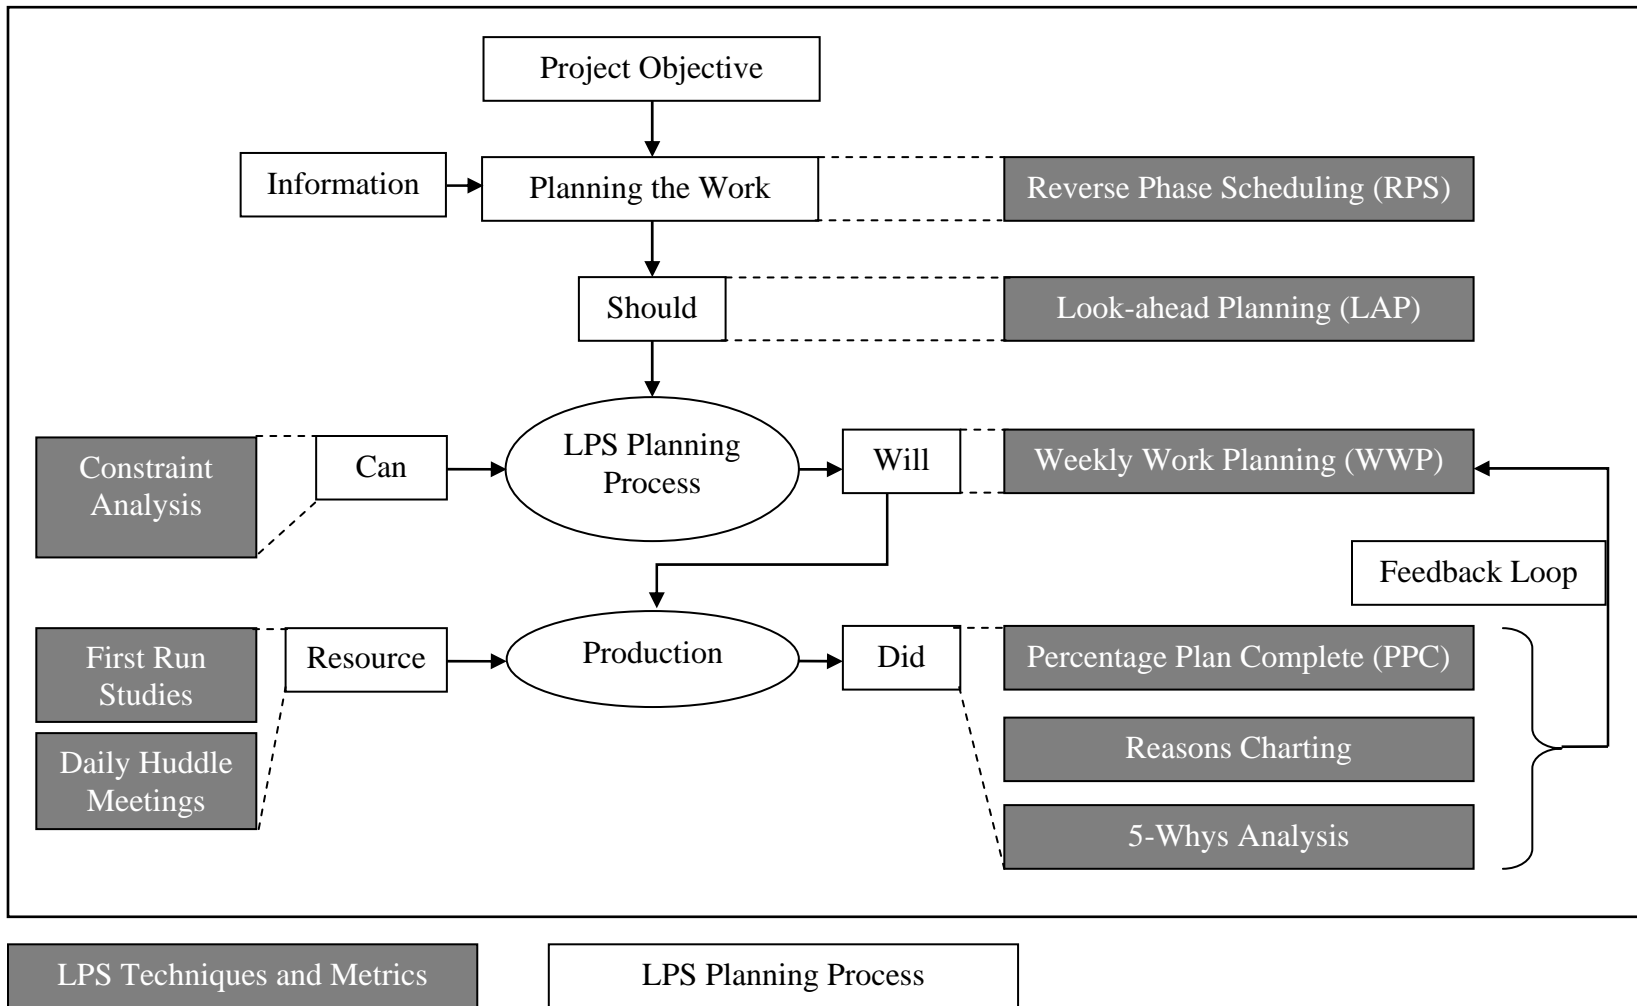 Project Objective
Information
Planning the Work
Reverse Phase Scheduling (RPS)
Should
Look-ahead Planning (LAP)
Constraint
Analysis
Can
LPS Planning
Process
Will
Weekly Work Planning (WWP)
Feedback Loop
First Run
Studies
Resource
Production
Did
Percentage Plan Complete (PPC)
Daily Huddle
Meetings
Reasons Charting
5-Whys Analysis
LPS Techniques and Metrics
LPS Planning Process